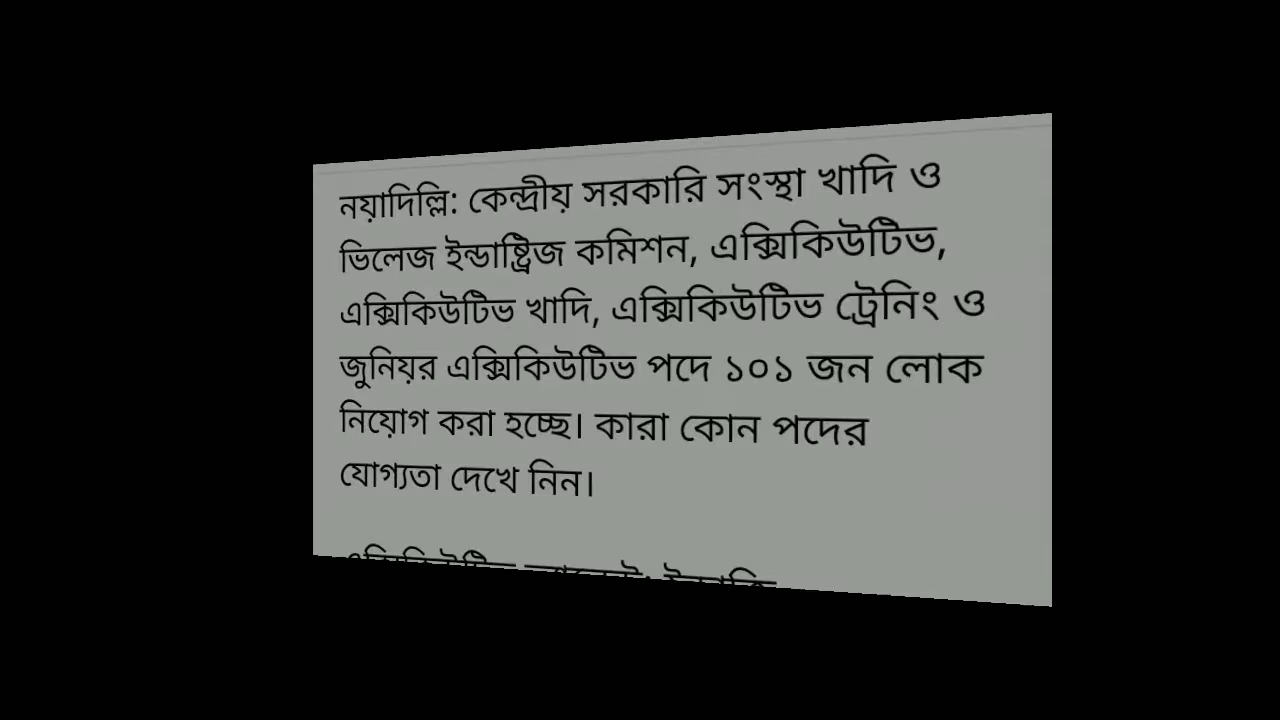 নয়াদিল্লি: কেন্দ্রীয় সরকারি সংস্থা খাদি ও
ভিলেজ ইন্ডাষ্ট্রিজ কমিশন, এক্সিকিউটিভ,
এক্সিকিউটিভ খাদি, এক্সিকিউটিভ ট্রেনিং ও
জুনিয়র এক্সিকিউটিভ পদে ১০১ জন লোক
নিয়োগ করা হচ্ছে। কারা কোন পদের
যোগ্যতা দেখে নিন।